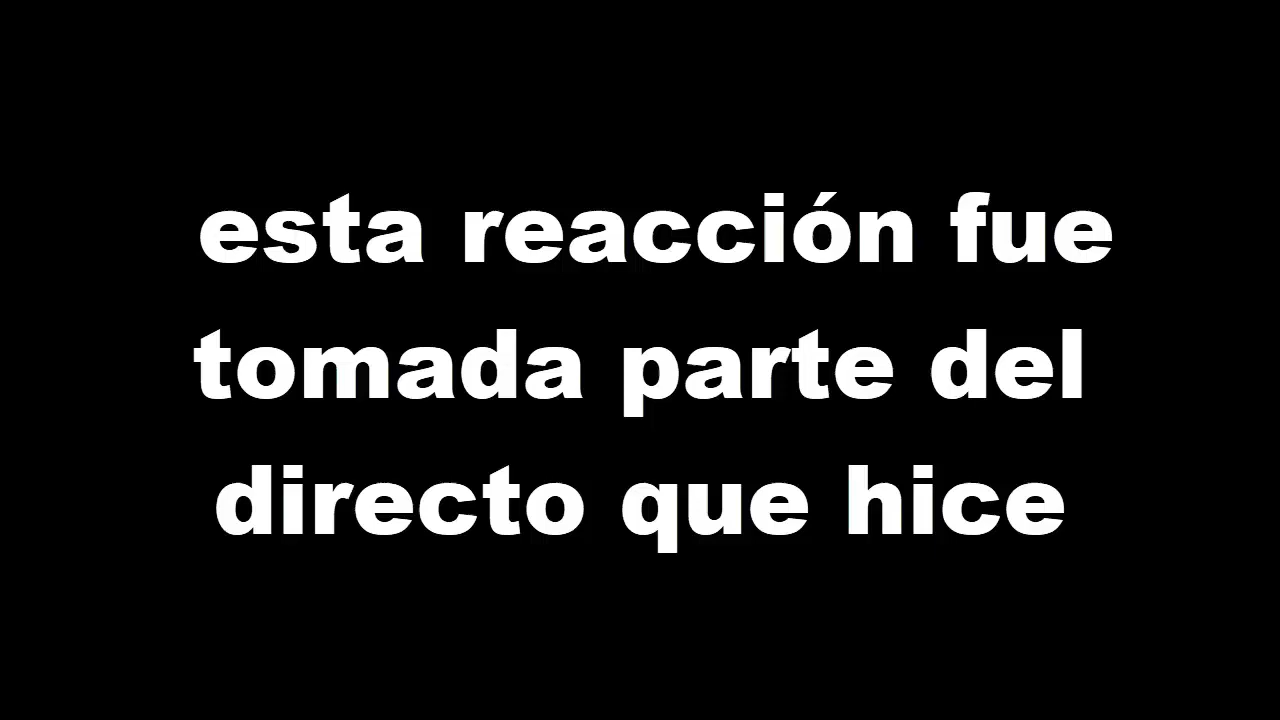 esta reacción fue
tomada parte del
directo que hice